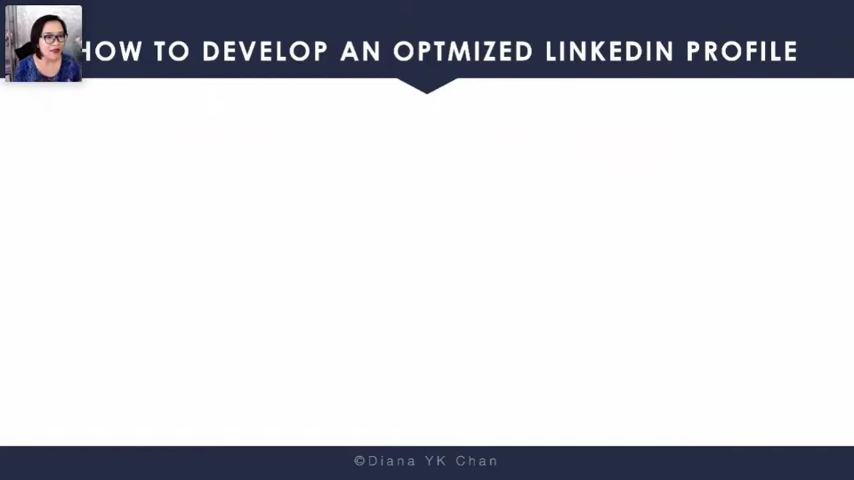 HOW TO DEVELOP AN OPTMIZED LINKEDIN PROFILE
©Diana YK Chan